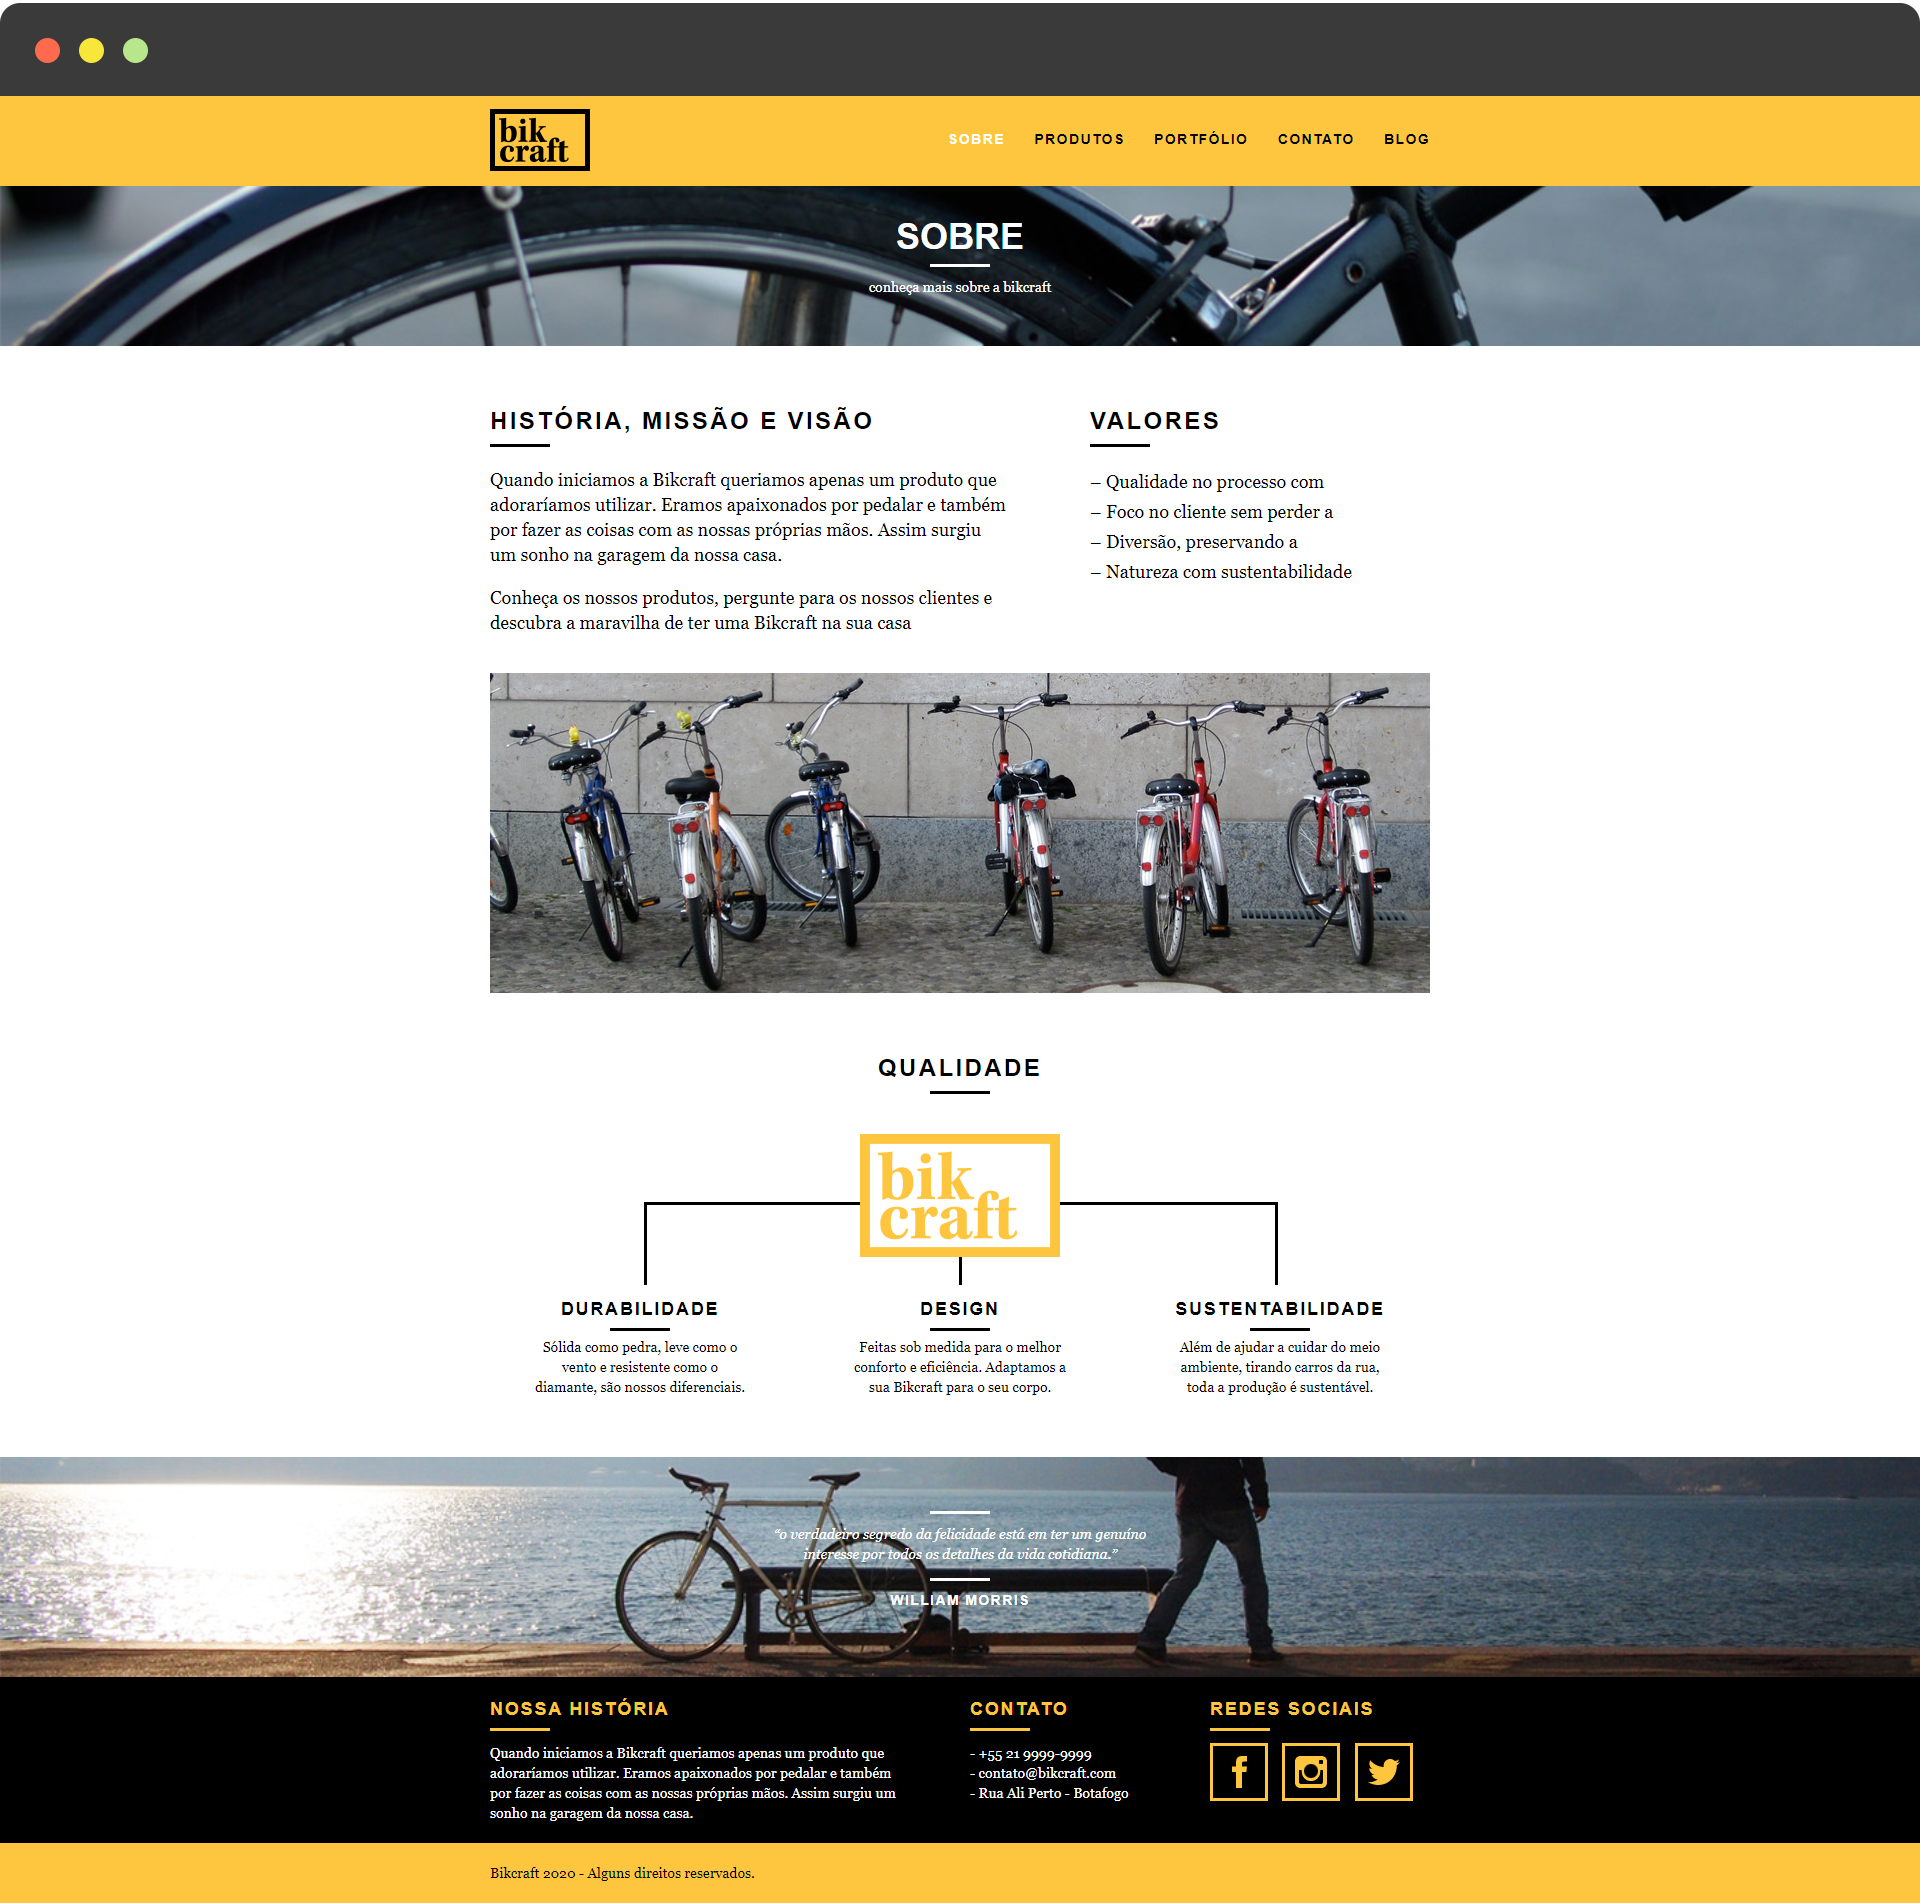 bik
craft
SOBRE PRODUTOS PORTFÓLIO CONTATO BLOG
SOBRE
conheça mais sobre a bikcraft
HISTÓRIA, MISSÃO E VISÃO
Quando iniciamos a Bikcraft queriamos apenas um produto que
adoraríamos utilizar. Eramos apaixonados por pedalar e também
por fazer as coisas com as nossas próprias mãos. Assim surgiu
um sonho na garagem da nossa casa.
Conheça os nossos produtos, pergunte para os nossos clientes e
descubra a maravilha de ter uma Bikcraft na sua casa
VALORES
– Qualidade no processo com
– Foco no cliente sem perder a
– Diversão, preservando a
– Natureza com sustentabilidade
QUALIDADE
bik
craft
DURABILIDADE
Sólida como pedra, leve como o
vento e resistente como o
diamante, são nossos diferenciais.
DESIGN
Feitas sob medida para o melhor
conforto e eficiência. Adaptamos a
sua Bikcraft para o seu corpo.
SUSTENTABILIDADE
Além de ajudar a cuidar do meio
ambiente, tirando carros da rua,
toda a produção é sustentável.
“o verdadeiro segredo da felicidade está em ter um genuíno
interesse por todos os detalhes da vida cotidiana.”
WILLIAM MORRIS
NOSSA HISTÓRIA
Quando iniciamos a Bikcraft queriamos apenas um produto que
adoraríamos utilizar. Eramos apaixonados por pedalar e também
por fazer as coisas com as nossas próprias mãos. Assim surgiu um
sonho na garagem da nossa casa.
CONTATO
- +55 21 9999-9999
- contato@bikcraft.com
- Rua Ali Perto - Botafogo
REDES SOCIAIS
Bikcraft 2020 - Alguns direitos reservados.